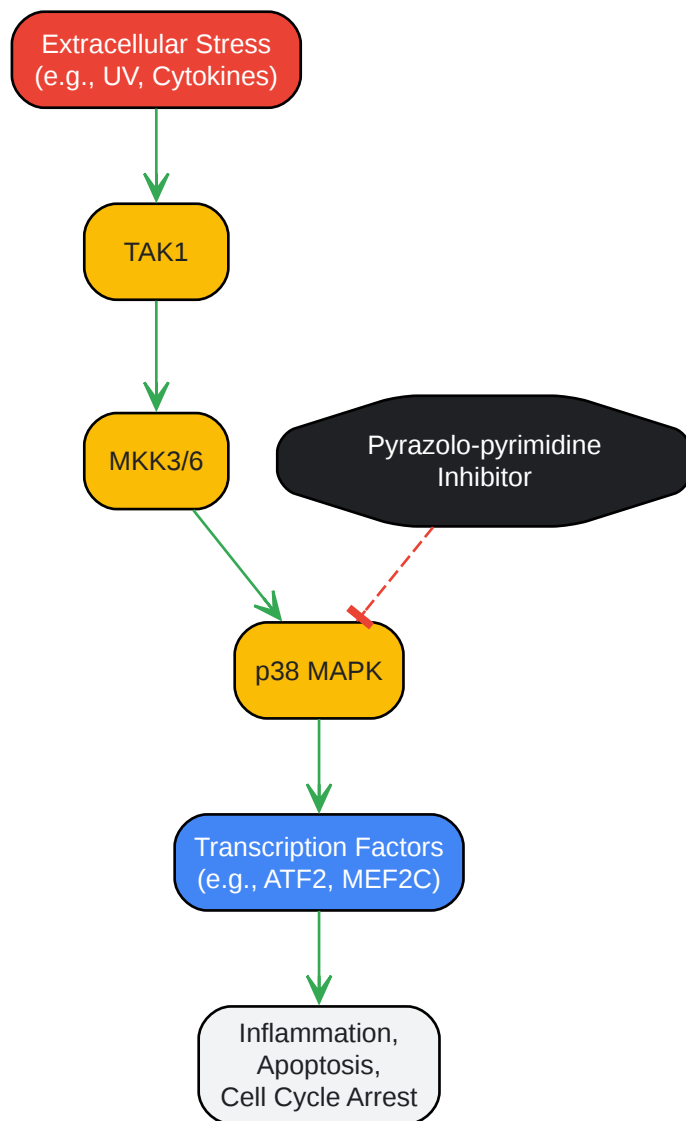 Extracellular Stress
(e.g., UV, Cytokines)
TAK1
MKK3/6
Pyrazolo-pyrimidine
Inhibitor
p38 MAPK
Transcription Factors
(e.g., ATF2, MEF2C)
Inflammation,
Apoptosis,
Cell Cycle Arrest